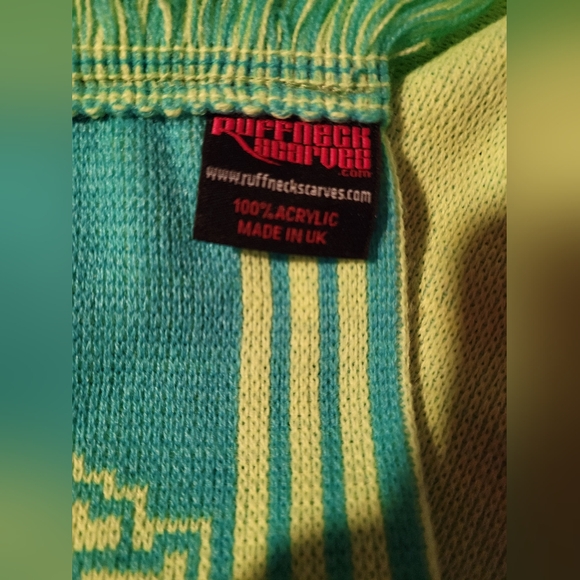 RUFFNECK
SCARVES
.com
www.ruffneckscarves.com
100% ACRYLIC
MADE IN UK